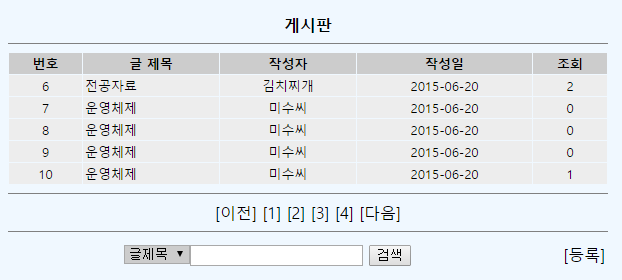 게시판
번호 글 제목 작성자 작성일 조회
6 전공자료 김치찌개 2015-06-20 2
7 운영체제 미수씨 2015-06-20 0
8 운영체제 미수씨 2015-06-20 0
9 운영체제 미수씨 2015-06-20 0
10 운영체제 미수씨 2015-06-20 1
[이전] [1] [2] [3] [4] [다음]
글제목 ▼ 검색 [등록]